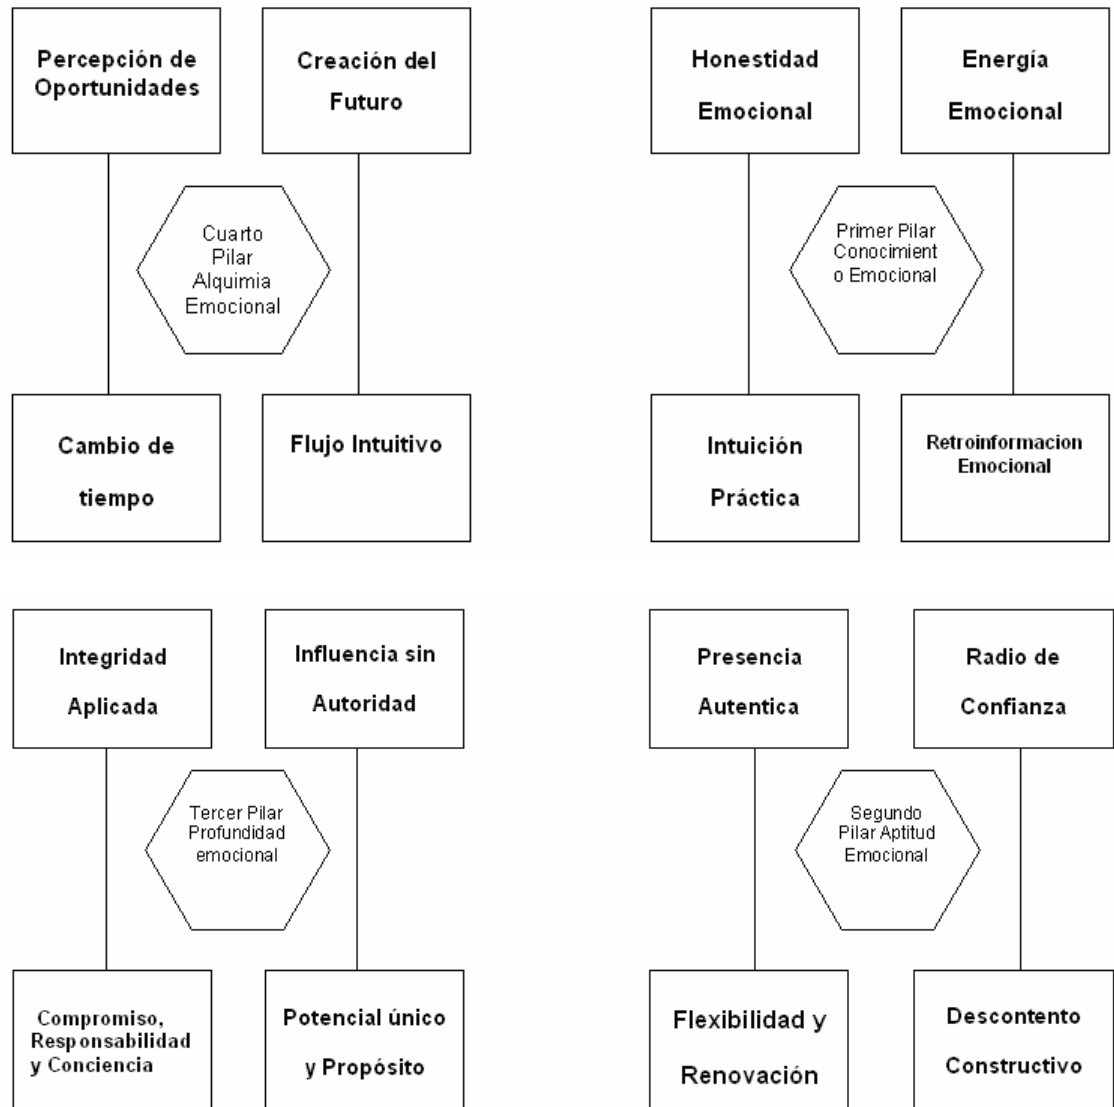 Percepción de
Oportunidades
Creación del
Futuro
Cuarto
Pilar
Alquimia
Emocional
Cambio de
tiempo
Flujo Intuitivo
Honestidad
Emocional
Energía
Emocional
Primer Pilar
Conocimient
o Emocional
Intuición
Práctica
Retroinformacion
Emocional
Integridad
Aplicada
Influencia sin
Autoridad
Tercer Pilar
Profundidad
emocional
Compromiso,
Responsabilidad
y Conciencia
Potencial único
y Propósito
Presencia
Autentica
Radio de
Confianza
Segundo
Pilar Aptitud
Emocional
Flexibilidad y
Renovación
Descontento
Constructivo